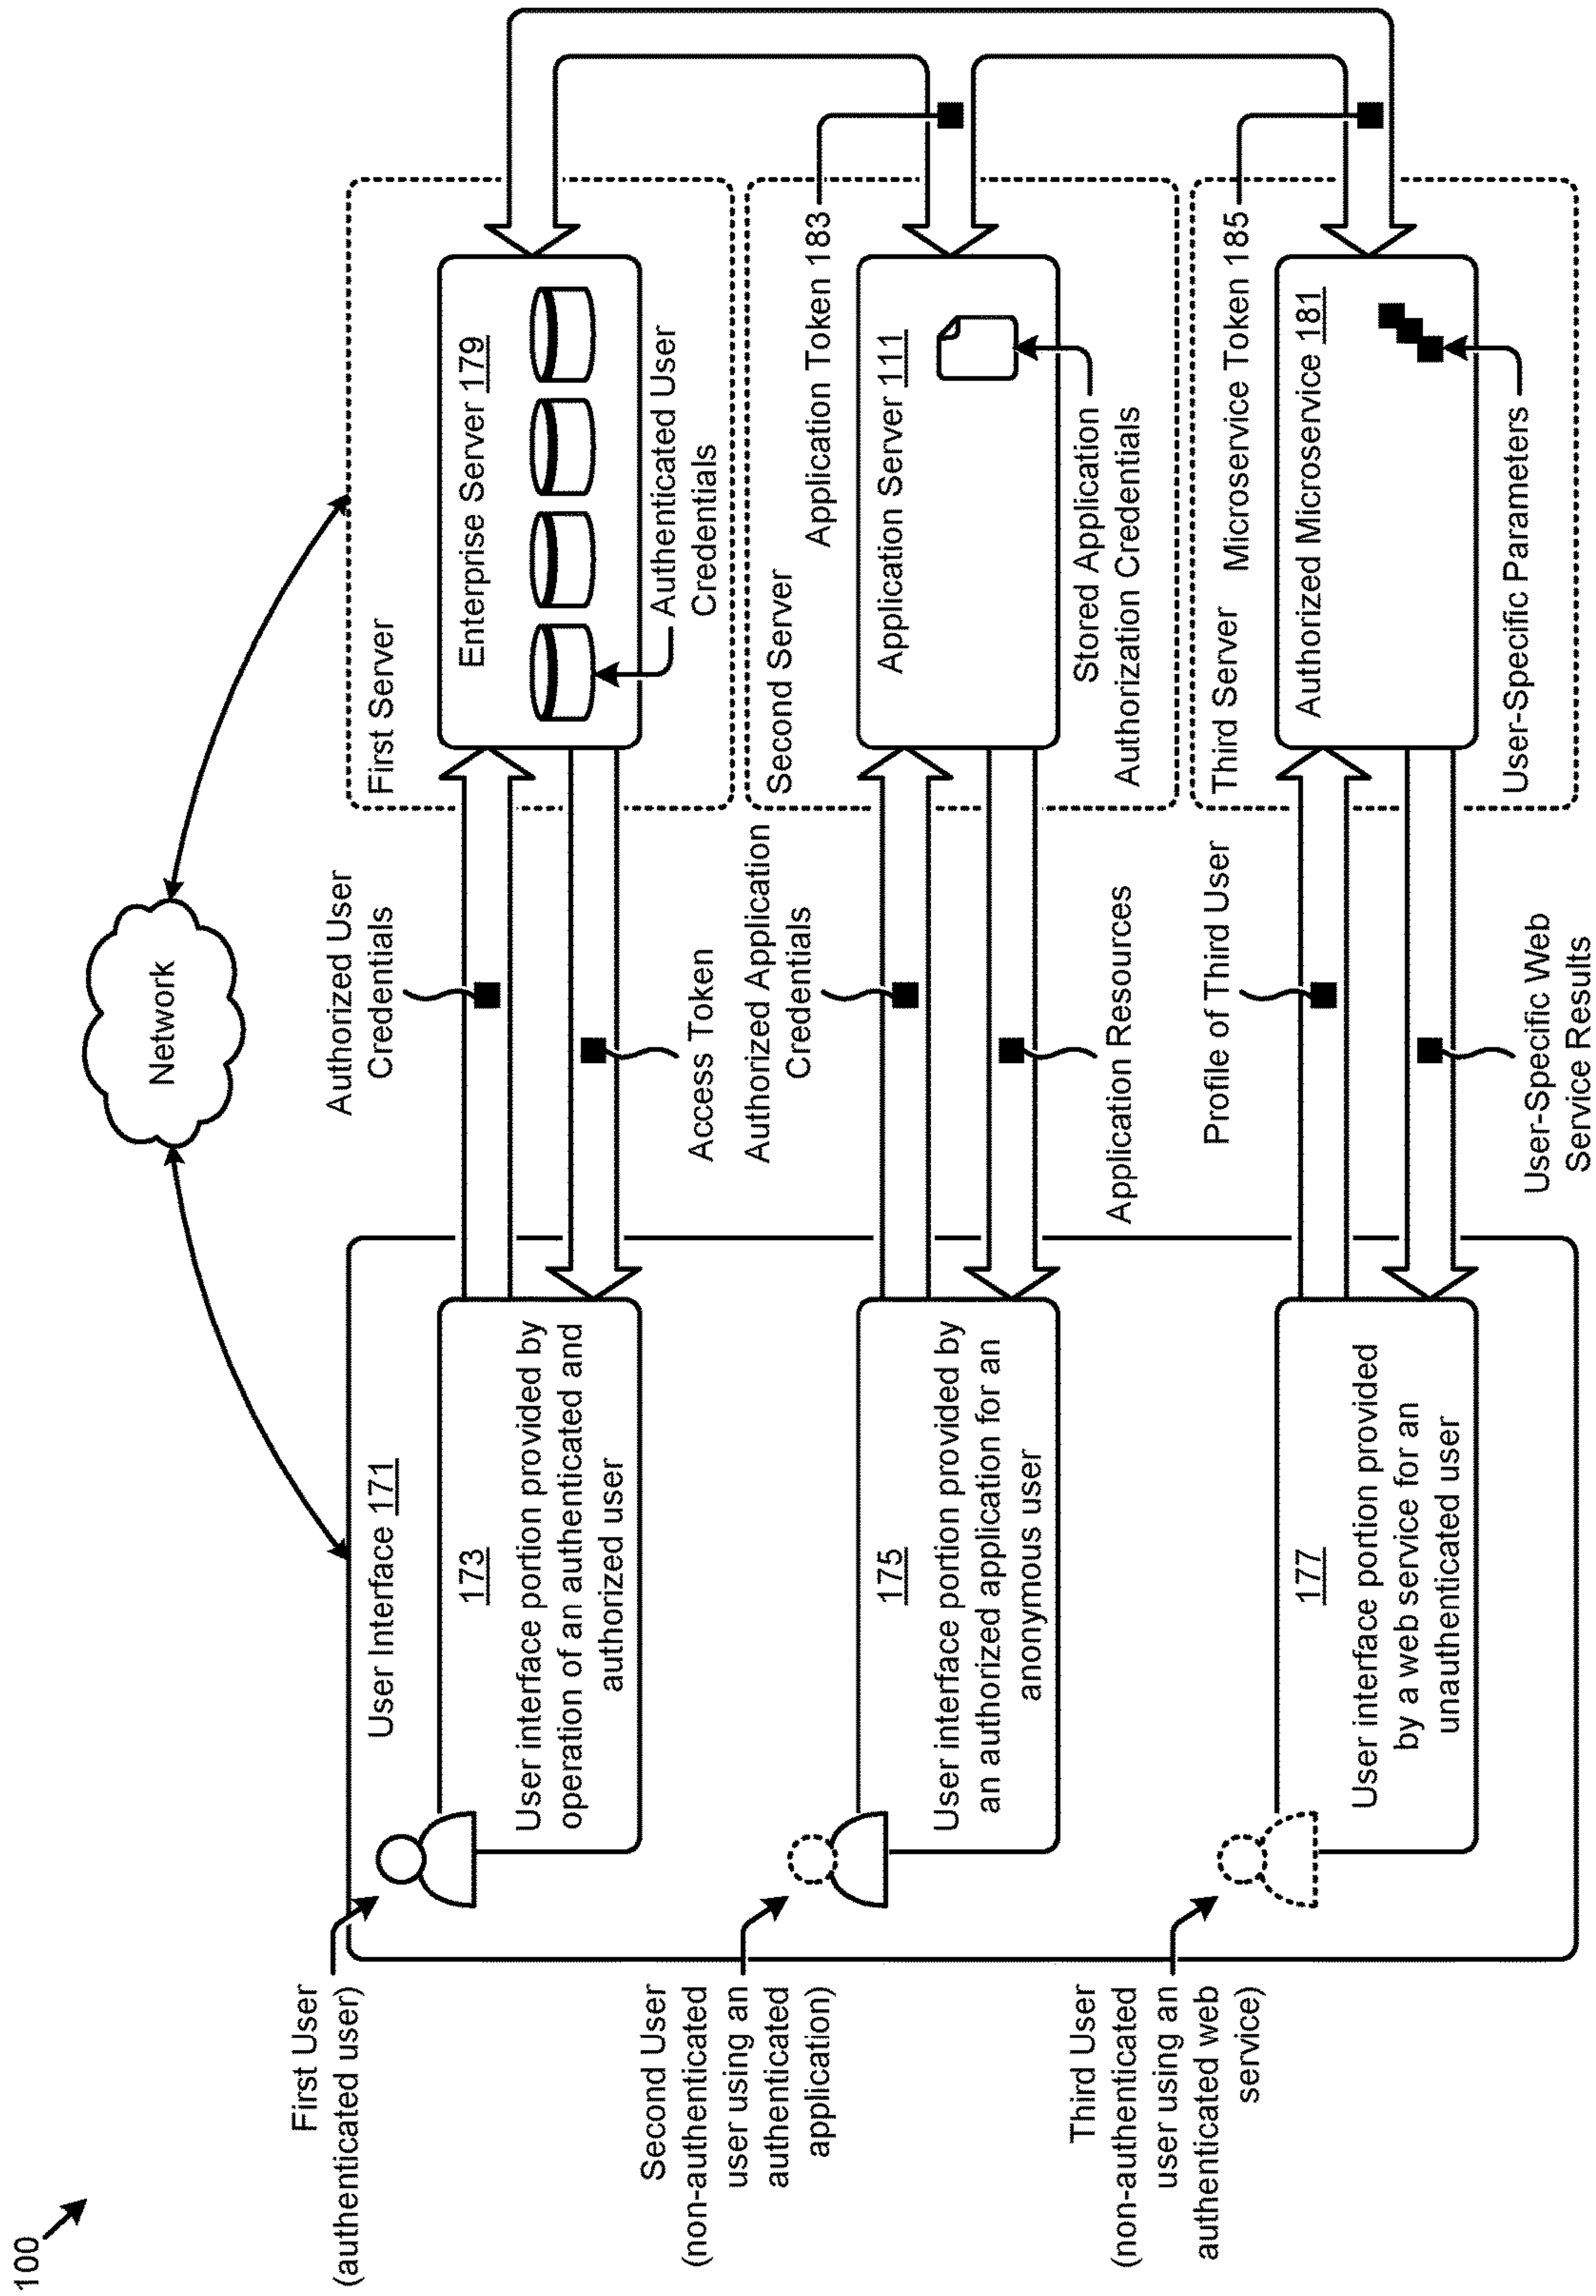 100
First User
(authenticated user)
Second User
(non-authenticated
user using an
authenticated
application)
Third User
(non-authenticated
user using an
authenticated web
service)
User Interface 171
173
User interface portion provided by
operation of an authenticated and
authorized user
175
User interface portion provided by
an authorized application for an
anonymous user
177
User interface portion provided
by a web service for an
unauthenticated user
Network
Authorized User
Credentials
Access Token
Authorized Application
Credentials
Application Resources
Profile of Third User
User-Specific Web
Service Results
First Server
Enterprise Server 179
Authenticated User
Credentials
Second Server
Application Token 183
Application Server 111
Stored Application
Authorization Credentials
Third Server
Microservice Token 185
Authorized Microservice 181
User-Specific Parameters